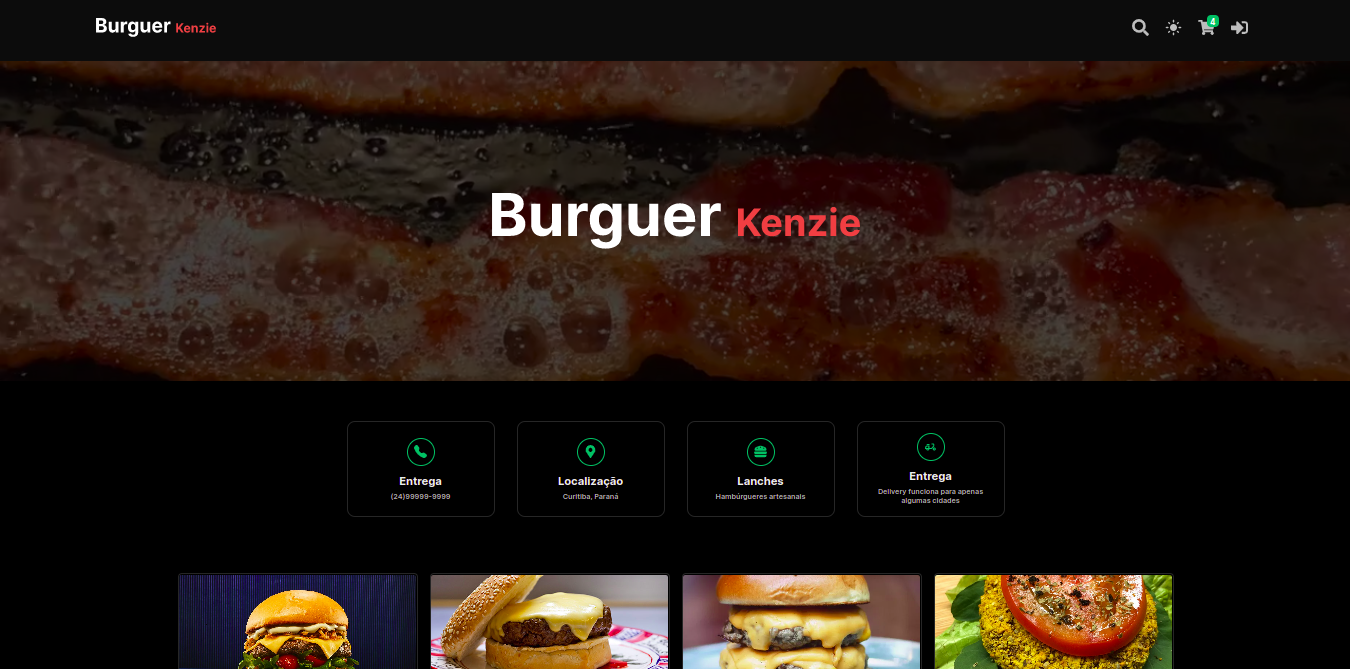 Burguer Kenzie
4
Burguer Kenzie
Entrega
(24)99999-9999
Localização
Curitiba, Paraná
Lanches
Hambúrgueres artesanais
Entrega
Delivery funciona para apenas
algumas cidades